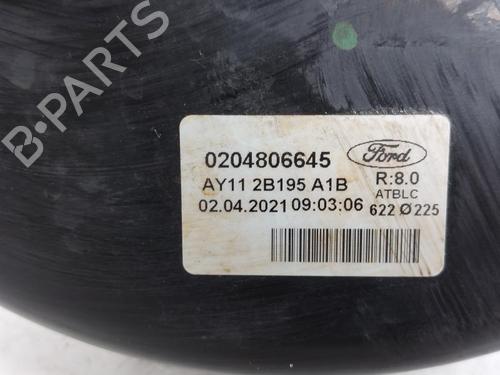 B-PARTS
0204806645 Ford
AY11 2B195 A1B R:8.0
ATBLC
02.04.2021 09:03:06 622 Ø 225